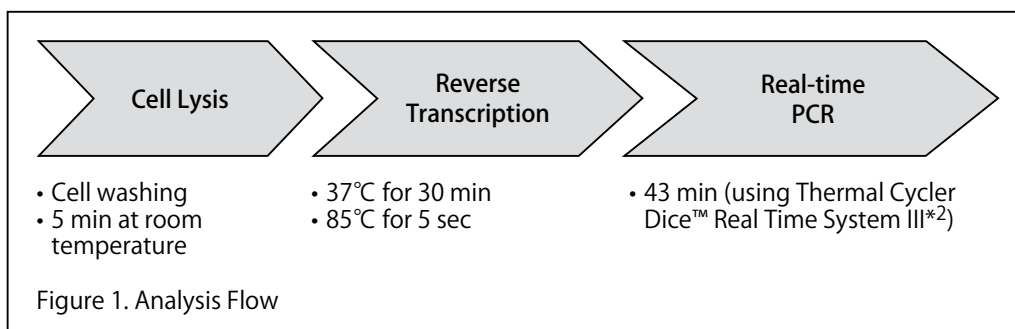 Cell Lysis
Reverse
Transcription
Real-time
PCR
• Cell washing
• 5 min at room
temperature
• 37℃ for 30 min
• 85℃ for 5 sec
• 43 min (using Thermal Cycler
Dice™ Real Time System III*2)
Figure 1. Analysis Flow